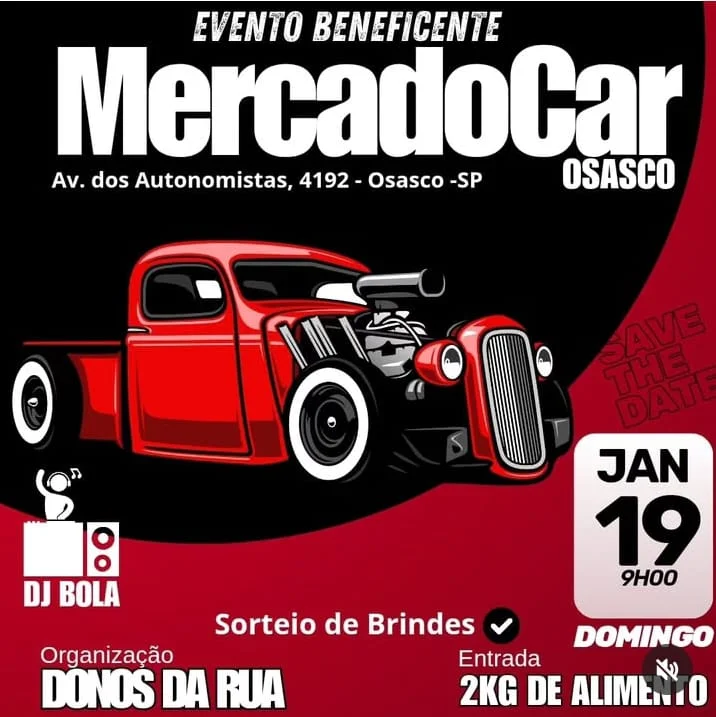 EVENTO BENEFICENTE
MercadoCar
OSASCO
Av. dos Autonomistas, 4192 - Osasco -SP
SAVE
THE
DATE
JAN
19
9H00
DOMINGO
DJ BOLA
Sorteio de Brindes
Organização
DONOS DA RUA
Entrada
2KG DE ALIMENTO